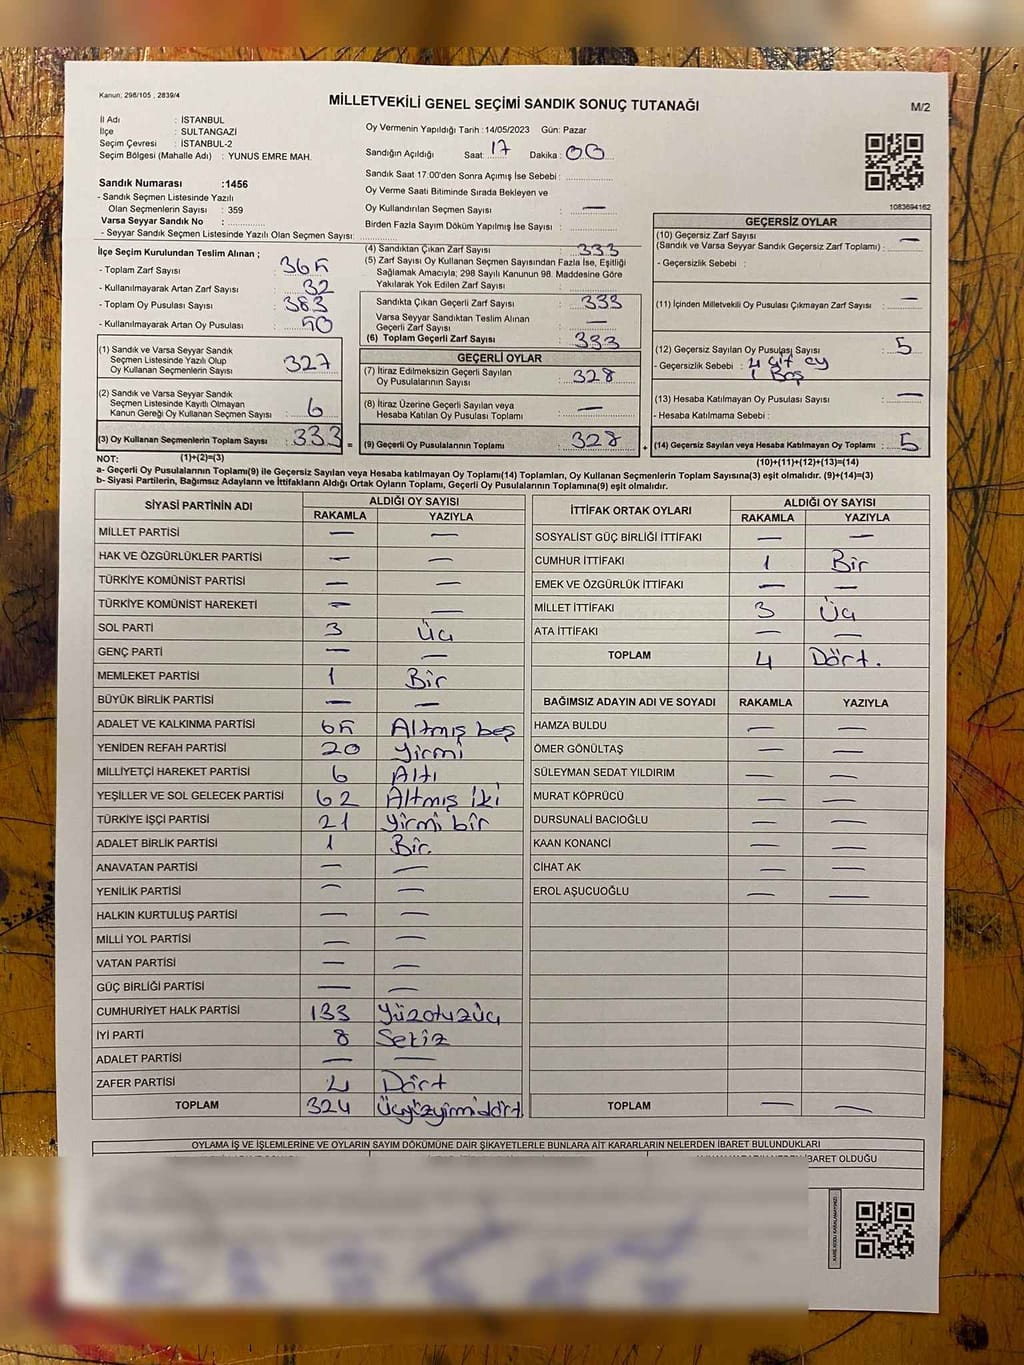 Kanun: 298/105 , 2839/4
MİLLETVEKİLİ GENEL SEÇİMİ SANDIK SONUÇ TUTANAĞI
M/2
İl Adı : İSTANBUL
İlçe : SULTANGAZİ
Seçim Çevresi : İSTANBUL-2
Seçim Bölgesi (Mahalle Adı) : YUNUS EMRE MAH.
Sandık Numarası :1456
- Sandık Seçmen Listesinde Yazılı
Olan Seçmenlerin Sayısı : 359
Varsa Seyyar Sandık No :
- Seyyar Sandık Seçmen Listesinde Yazılı Olan Seçmen Sayısı:
Oy Vermenin Yapıldığı Tarih :14/05/2023 Gün: Pazar
Sandığın Açıldığı Saat : 17 Dakika : 00
Sandık Saat 17:00'den Sonra Açımış İse Sebebi :
Oy Verme Saati Bitiminde Sırada Bekleyen ve
Oy Kullandırılan Seçmen Sayısı : —
Birden Fazla Sayım Döküm Yapılmış İse Sayısı :
1083694162
İlçe Seçim Kurulundan Teslim Alınan ;
- Toplam Zarf Sayısı : 365
- Kullanılmayarak Artan Zarf Sayısı : 32
- Toplam Oy Pusulası Sayısı : 383
- Kullanılmayarak Artan Oy Pusulası : 50
(1) Sandık ve Varsa Seyyar Sandık
Seçmen Listesinde Yazılı Olup
Oy Kullanan Seçmenlerin Sayısı : 327
(2) Sandık ve Varsa Seyyar Sandık
Seçmen Listesinde Kayıtlı Olmayan
Kanun Gereği Oy Kullanan Seçmen Sayısı : 6
(3) Oy Kullanan Seçmenlerin Toplam Sayısı : 333 =
(4) Sandıktan Çıkan Zarf Sayısı : 333
(5) Zarf Sayısı Oy Kullanan Seçmen Sayısından Fazla İse, Eşitliği
Sağlamak Amacıyla; 298 Sayılı Kanunun 98. Maddesine Göre
Yakılarak Yok Edilen Zarf Sayısı :
Sandıkta Çıkan Geçerli Zarf Sayısı : 333
Varsa Seyyar Sandıktan Teslim Alınan
Geçerli Zarf Sayısı : —
(6) Toplam Geçerli Zarf Sayısı : 333
GEÇERLİ OYLAR
(7) İtiraz Edilmeksizin Geçerli Sayılan
Oy Pusulalarının Sayısı : 328
(8) İtiraz Üzerine Geçerli Sayılan veya
Hesaba Katılan Oy Pusulası Toplamı : —
(9) Geçerli Oy Pusulalarının Toplamı : 328 +
GEÇERSİZ OYLAR
(10) Geçersiz Zarf Sayısı
(Sandık ve Varsa Seyyar Sandık Geçersiz Zarf Toplamı) : —
- Geçersizlik Sebebi :
(11) İçinden Milletvekili Oy Pusulası Çıkmayan Zarf Sayısı : —
(12) Geçersiz Sayılan Oy Pusulası Sayısı : 5
- Geçersizlik Sebebi : 4 Çift oy
1 Boş
(13) Hesaba Katılmayan Oy Pusulası Sayısı : —
- Hesaba Katılmama Sebebi :
(14) Geçersiz Sayılan veya Hesaba Katılmayan Oy Toplamı : 5
NOT: (1)+(2)=(3)
(10)+(11)+(12)+(13)=(14)
a- Geçerli Oy Pusulalarının Toplamı(9) ile Geçersiz Sayılan veya Hesaba katılmayan Oy Toplamı(14) Toplamları, Oy Kullanan Seçmenlerin Toplam Sayısına(3) eşit olmalıdır. (9)+(14)=(3)
b- Siyasi Partilerin, Bağımsız Adayların ve İttifakların Aldığı Ortak Oyların Toplamı, Geçerli Oy Pusulalarının Toplamına(9) eşit olmalıdır.
SİYASİ PARTİNİN ADI ALDIĞI OY SAYISI
RAKAMLA YAZIYLA
MİLLET PARTİSİ — —
HAK VE ÖZGÜRLÜKLER PARTİSİ — —
TÜRKİYE KOMÜNİST PARTİSİ — —
TÜRKİYE KOMÜNİST HAREKETİ — —
SOL PARTİ 3 Üç
GENÇ PARTİ — —
MEMLEKET PARTİSİ 1 Bir
BÜYÜK BİRLİK PARTİSİ — —
ADALET VE KALKINMA PARTİSİ 65 Altmış beş
YENİDEN REFAH PARTİSİ 20 Yirmi
MİLLİYETÇİ HAREKET PARTİSİ 6 Altı
YEŞİLLER VE SOL GELECEK PARTİSİ 62 Altmış iki
TÜRKİYE İŞÇİ PARTİSİ 21 Yirmi bir
ADALET BİRLİK PARTİSİ 1 Bir
ANAVATAN PARTİSİ — —
YENİLİK PARTİSİ — —
HALKIN KURTULUŞ PARTİSİ — —
MİLLİ YOL PARTİSİ — —
VATAN PARTİSİ — —
GÜÇ BİRLİĞİ PARTİSİ — —
CUMHURİYET HALK PARTİSİ 133 Yüzotuzüç
İYİ PARTİ 8 Sekiz
ADALET PARTİSİ — —
ZAFER PARTİSİ 4 Dört
TOPLAM 324 Üçyüzyirmidört
İTTİFAK ORTAK OYLARI ALDIĞI OY SAYISI
RAKAMLA YAZIYLA
SOSYALİST GÜÇ BİRLİĞİ İTTİFAKI — —
CUMHUR İTTİFAKI 1 Bir
EMEK VE ÖZGÜRLÜK İTTİFAKI — —
MİLLET İTTİFAKI 3 Üç
ATA İTTİFAKI — —
TOPLAM 4 Dört.
BAĞIMSIZ ADAYIN ADI VE SOYADI RAKAMLA YAZIYLA
HAMZA BULDU — —
ÖMER GÖNÜLTAŞ — —
SÜLEYMAN SEDAT YILDIRIM — —
MURAT KÖPRÜCÜ — —
DURSUNALİ BACIOĞLU — —
KAAN KONANCİ — —
CİHAT AK — —
EROL AŞUCUOĞLU — —
TOPLAM — —
OYLAMA İŞ VE İŞLEMLERİNE VE OYLARIN SAYIM DÖKÜMÜNE DAİR ŞİKAYETLERLE BUNLARA AİT KARARLARIN NELERDEN İBARET BULUNDUKLARI
İBARET OLDUĞU